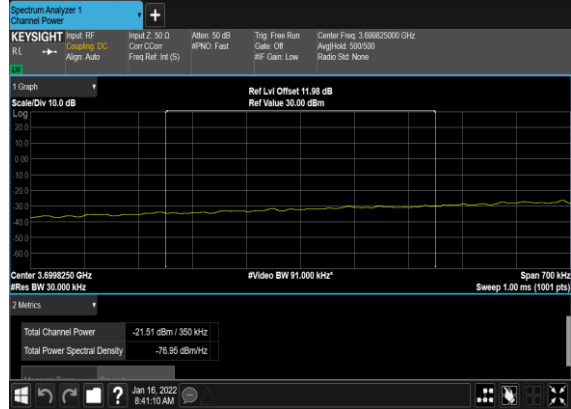 Spectrum Analyzer 1
Channel Power
+
KEYSIGHT Input: RF Input Z: 50 Ω Atten: 50 dB Trig: Free Run Center Freq: 3.699825000 GHz
RL Coupling: DC Corr CCorr #PNO: Fast Gate: Off Avg|Hold: 500/500
Align: Auto Freq Ref: Int (S) #IF Gain: Low Radio Std: None
LXI
1 Graph
Ref Lvl Offset 11.98 dB
Scale/Div 10.0 dB Ref Value 30.00 dBm
Log
20.0
10.0
0.00
-10.0
-20.0
-30.0
-40.0
-50.0
-60.0
Center 3.6998250 GHz #Video BW 91.000 kHz* Span 700 kHz
#Res BW 30.000 kHz Sweep 1.00 ms (1001 pts)
2 Metrics
Total Channel Power -21.51 dBm / 350 kHz
Total Power Spectral Density -76.95 dBm/Hz
?
Jan 16, 2022
8:41:10 AM